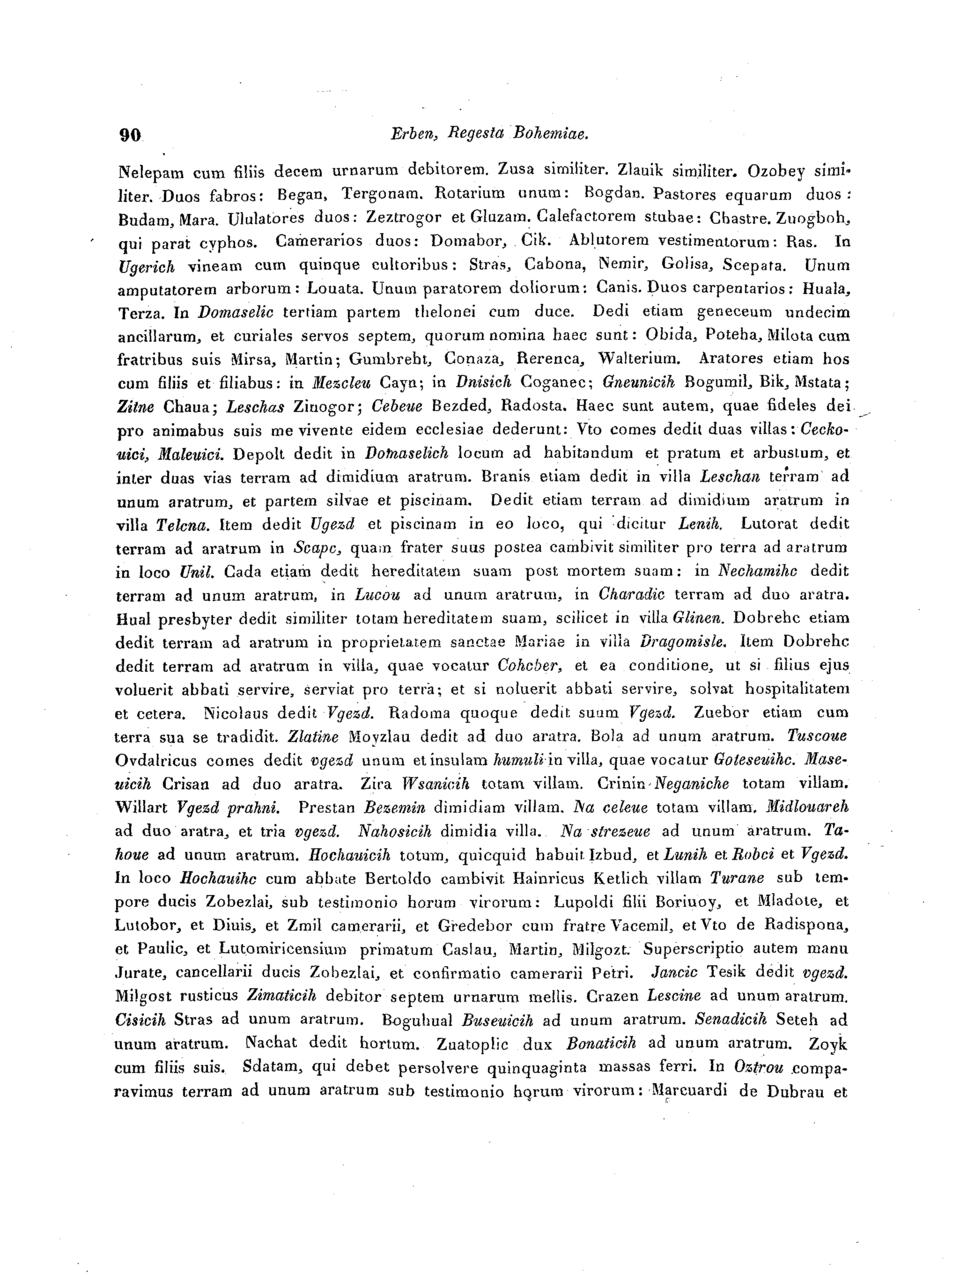 90 Erben, Regesta Bohemiae.
Nelepam cum filiis decem urnarum debitorem. Zusa similiter. Zlauik similiter. Ozobey simi-
liter. Duos fabros: Began, Tergonam. Rotarium unum: Bogdan. Pastores equarum duos:
Budam, Mara. Ululatores duos: Zeztrogor et Gluzam. Calefactorem stubae: Chastre. Zuogboh,
qui parat cyphos. Camerarios duos: Domabor, Cik. Ablutorem vestimentorum: Ras. In
Ugerich vineam cum quinque cultoribus: Stras, Cabona, Nemir, Golisa, Scepata. Unum
amputatorem arborum: Louata. Unum paratorem doliorum: Canis. Duos carpentarios: Huala,
Terza. In Domaselic tertiam partem thelonei cum duce. Dedi etiam geneceum undecim
ancillarum, et curiales servos septem, quorum nomina haec sunt: Obida, Poteha, Milota cum
fratribus suis Mirsa, Martin; Gumbreht, Conaza, Rerenca, Walterium. Aratores etiam hos
cum filiis et filiabus: in Mezcleu Cayn; in Dnisich Coganec; Gneunicih Bogumil, Bik, Mstata;
Zitne Chaua; Leschas Zinogor; Cebeue Bezded, Radosta. Haec sunt autem, quae fideles dei
pro animabus suis me vivente eidem ecclesiae dederunt: Vto comes dedit duas villas: Cecko-
uici, Maleuici. Depolt dedit in Domaselich locum ad habitandum et pratum et arbustum, et
inter duas vias terram ad dimidium aratrum. Branis etiam dedit in villa Leschan terram ad
unum aratrum, et partem silvae et piscinam. Dedit etiam terram ad dimidium aratrum in
villa Telcna. Item dedit Ugezd et piscinam in eo loco, qui dicitur Lenih. Lutorat dedit
terram ad aratrum in Scapc, quam frater suus postea cambivit similiter pro terra ad aratrum
in loco Unil. Cada etiam dedit hereditatem suam post mortem suam: in Nechamihc dedit
terram ad unum aratrum, in Lucou ad unum aratrum, in Charadic terram ad duo aratra.
Hual presbyter dedit similiter totam hereditatem suam, scilicet in villa Glinen. Dobrehc etiam
dedit terram ad aratrum in proprietatem sanctae Mariae in villa Dragomisle. Item Dobrehc
dedit terram ad aratrum in villa, quae vocatur Cohcber, et ea conditione, ut si filius ejus
voluerit abbati servire, serviat pro terra; et si noluerit abbati servire, solvat hospitalitatem
et cetera. Nicolaus dedit Vgezd. Radoma quoque dedit suum Vgezd. Zuebor etiam cum
terra sua se tradidit. Zlatine Moyzlau dedit ad duo aratra. Bola ad unum aratrum. Tuscoue
Ovdalricus comes dedit vgezd unum et insulam humuli in villa, quae vocatur Goteseuihc. Mase-
uicih Crisan ad duo aratra. Zira Wsanicih totam villam. Crinin Neganiche totam villam.
Willart Vgezd prahni. Prestan Bezemin dimidiam villam. Na celeue totam villam. Midlouareh
ad duo aratra, et tria vgezd. Nahosicih dimidia villa. Na strezeue ad unum aratrum. Ta-
houe ad unum aratrum. Hochauicih totum, quicquid habuit Izbud, et Lunih et Robci et Vgezd.
In loco Hochauihc cum abbate Bertoldo cambivit Hainricus Ketlich villam Turane sub tem-
pore ducis Zobezlai, sub testimonio horum virorum: Lupoldi filii Boriuoy, et Mladote, et
Lutobor, et Diuis, et Zmil camerarii, et Gredebor cum fratre Vacemil, et Vto de Radispona,
et Paulic, et Lutomiricensium primatum Caslau, Martin, Milgozt. Superscriptio autem manu
Jurate, cancellarii ducis Zobezlai, et confirmatio camerarii Petri. Jancic Tesik dedit vgezd.
Milgost rusticus Zimaticih debitor septem urnarum mellis. Crazen Lescine ad unum aratrum.
Cisicih Stras ad unum aratrum. Boguhual Buseuicih ad unum aratrum. Senadicih Seteh ad
unum aratrum. Nachat dedit hortum. Zuatoplic dux Bonaticih ad unum aratrum. Zoyk
cum filiis suis. Sdatam, qui debet persolvere quinquaginta massas ferri. In Oztrou compa-
ravimus terram ad unum aratrum sub testimonio horum virorum: Marcuardi de Dubrau et